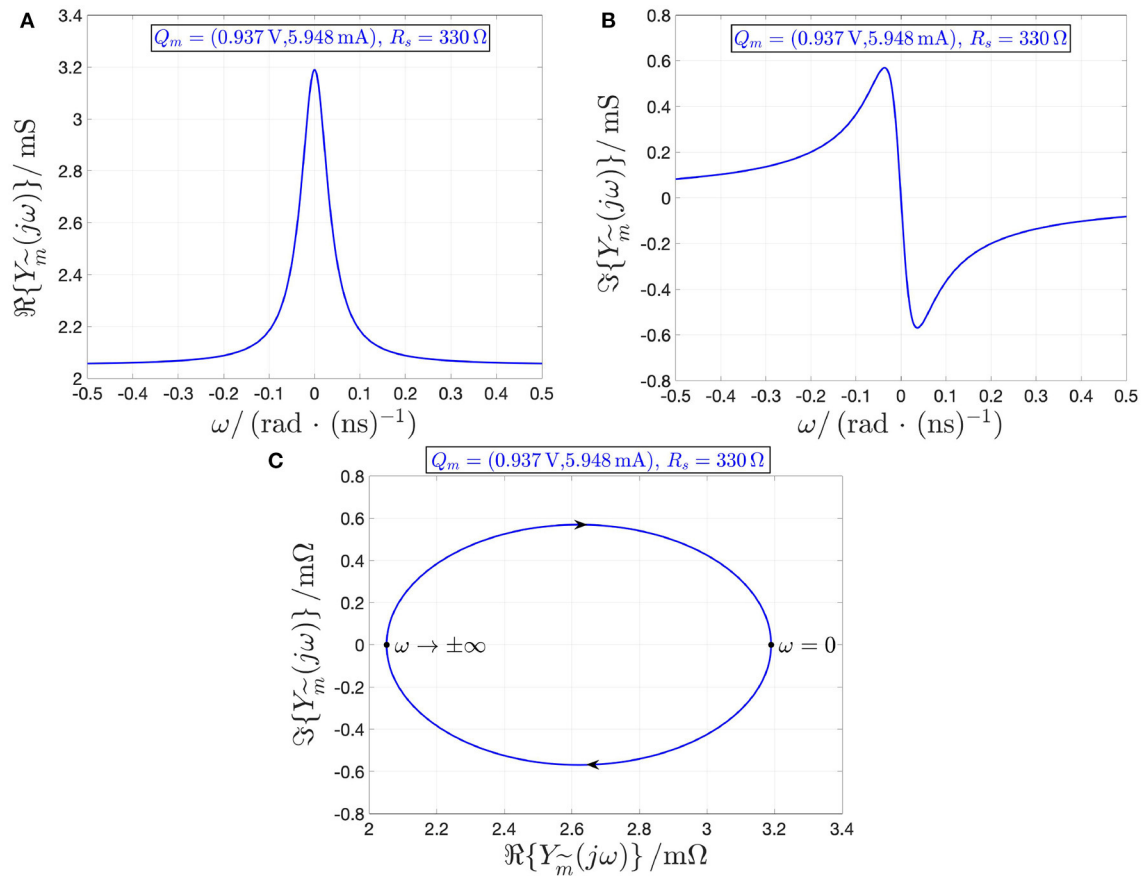 A
Q_m = (0.937 V,5.948 mA), R_s = 330 Ω
3.4
3.2
3
2.8
2.6
2.4
2.2
2
ℜ{Y_m̃(jω)}/ mS
-0.5 -0.4 -0.3 -0.2 -0.1 0 0.1 0.2 0.3 0.4 0.5
ω/ (rad · (ns)⁻¹)
B
Q_m = (0.937 V,5.948 mA), R_s = 330 Ω
0.8
0.6
0.4
0.2
0
-0.2
-0.4
-0.6
-0.8
ℑ{Y_m̃(jω)}/ mS
-0.5 -0.4 -0.3 -0.2 -0.1 0 0.1 0.2 0.3 0.4 0.5
ω/ (rad · (ns)⁻¹)
C
Q_m = (0.937 V,5.948 mA), R_s = 330 Ω
0.8
0.6
0.4
0.2
0
-0.2
-0.4
-0.6
-0.8
ℑ{Y_m̃(jω)} /mΩ
ω → ±∞
ω = 0
2 2.2 2.4 2.6 2.8 3 3.2 3.4
ℜ{Y_m̃(jω)} /mΩ